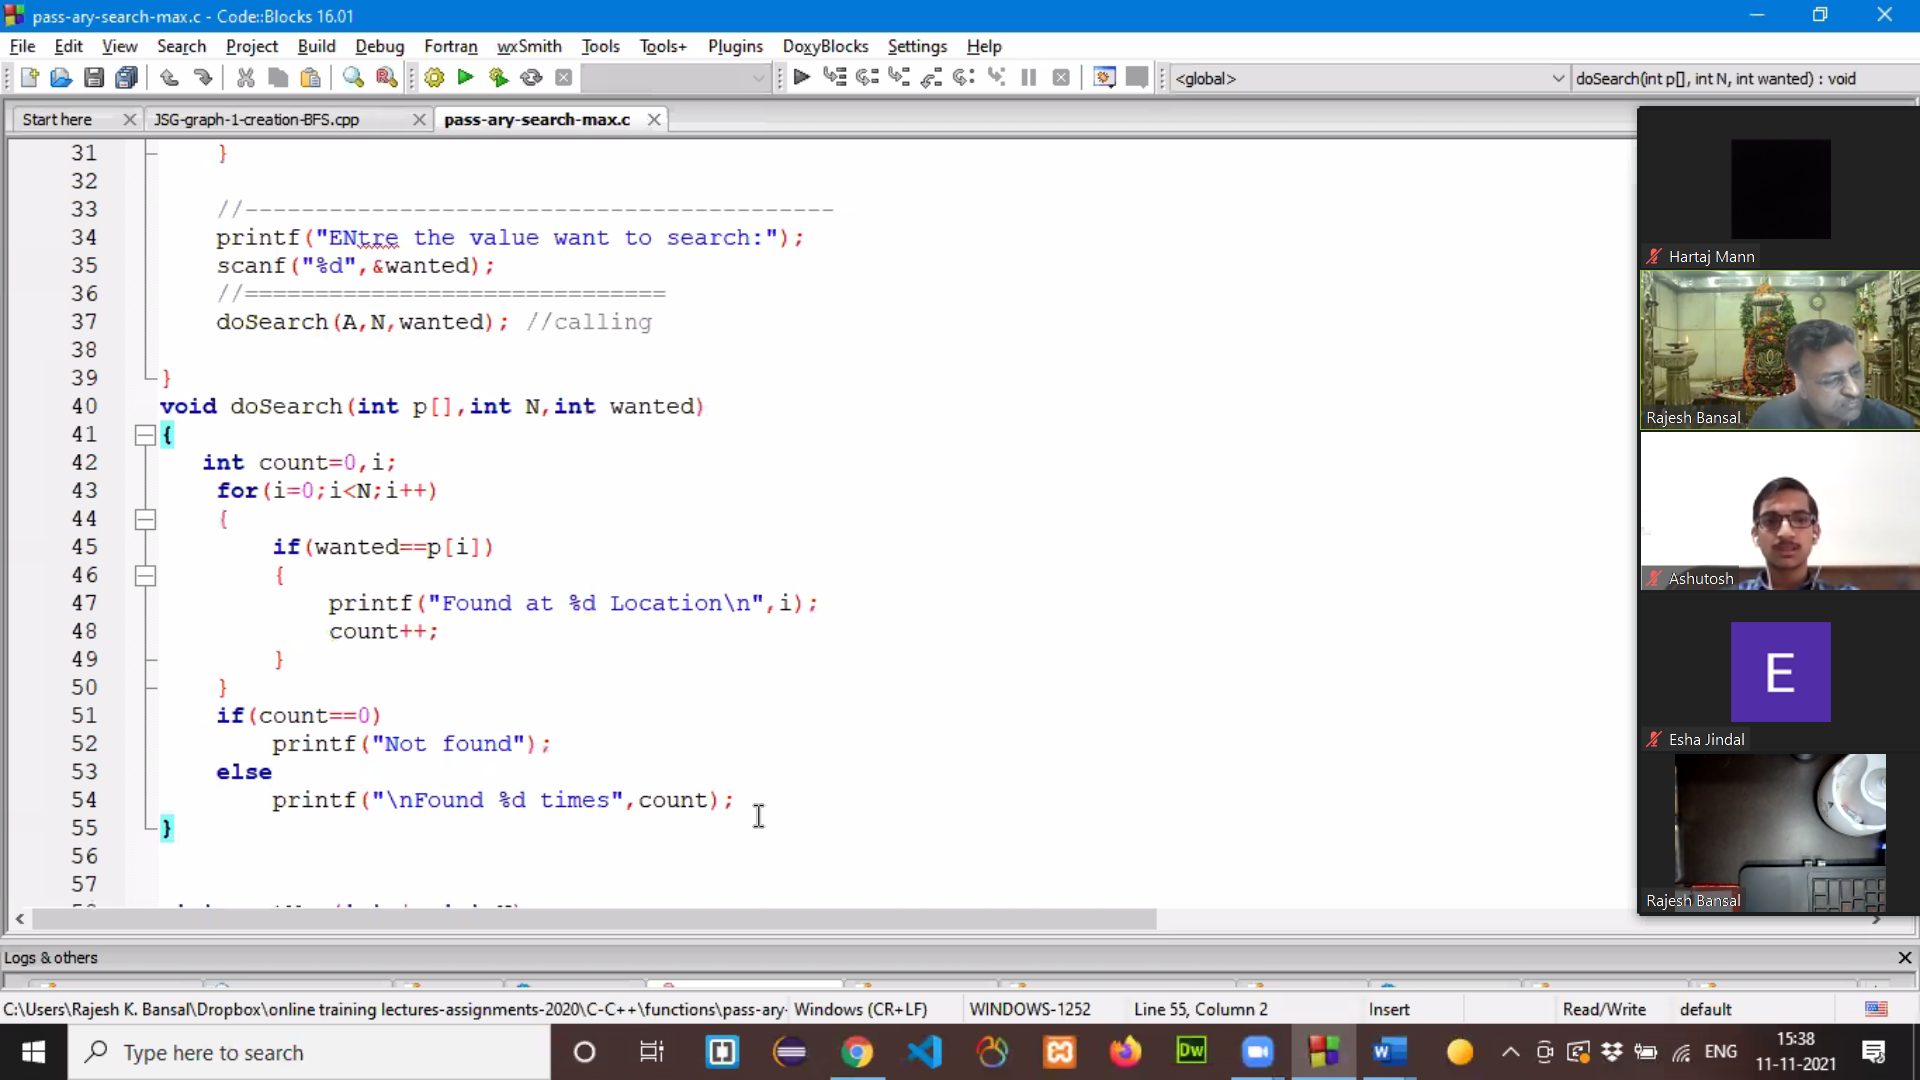 pass-ary-search-max.c - Code::Blocks 16.01
File Edit View Search Project Build Debug Fortran wxSmith Tools Tools+ Plugins DoxyBlocks Settings Help
<global> doSearch(int p[], int N, int wanted) : void
Start here JSG-graph-1-creation-BFS.cpp pass-ary-search-max.c
31 }
32
33 //------------------------------------------
34 printf("ENtre the value want to search:");
35 scanf("%d",&wanted);
36 //==============================
37 doSearch(A,N,wanted); //calling
38
39 }
40 void doSearch(int p[],int N,int wanted)
41 {
42 int count=0,i;
43 for(i=0;i<N;i++)
44 {
45 if(wanted==p[i])
46 {
47 printf("Found at %d Location\n",i);
48 count++;
49 }
50 }
51 if(count==0)
52 printf("Not found");
53 else
54 printf("\nFound %d times",count);
55 }
56
57
Hartaj Mann
Rajesh Bansal
Ashutosh
E
Esha Jindal
Rajesh Bansal
Logs & others
C:\Users\Rajesh K. Bansal\Dropbox\online training lectures-assignments-2020\C-C++\functions\pass-ary- Windows (CR+LF) WINDOWS-1252 Line 55, Column 2 Insert Read/Write default
Type here to search
Dw
ENG
15:38
11-11-2021